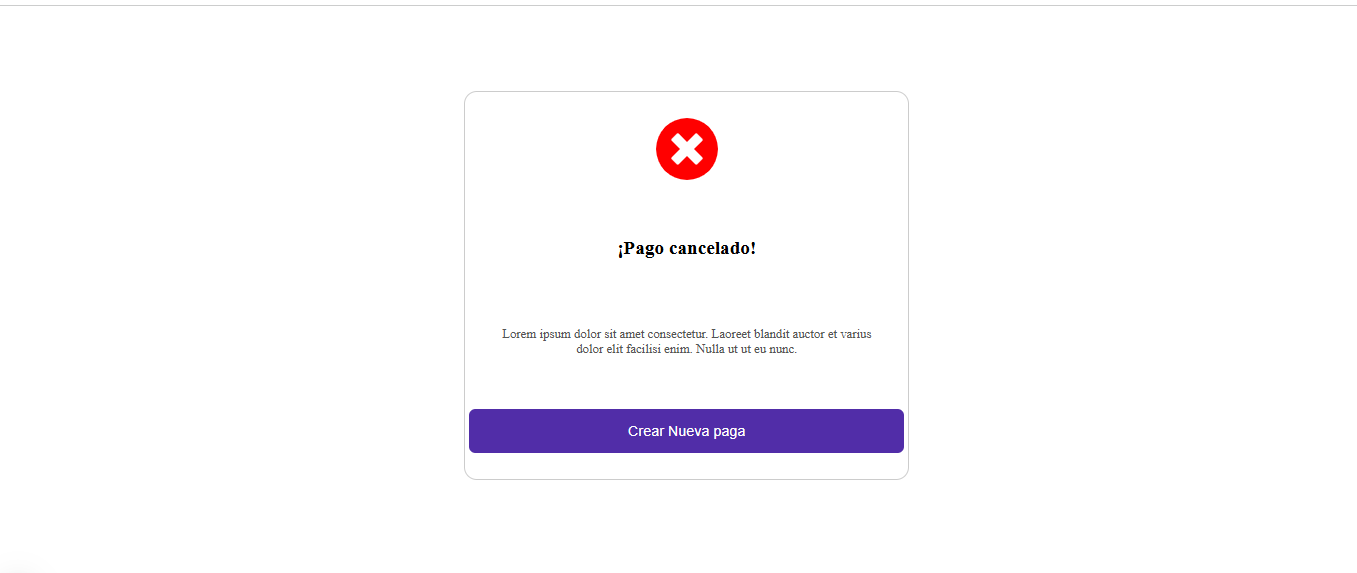 ¡Pago cancelado!
Lorem ipsum dolor sit amet consectetur. Laoreet blandit auctor et varius
dolor elit facilisi enim. Nulla ut ut eu nunc.
Crear Nueva paga